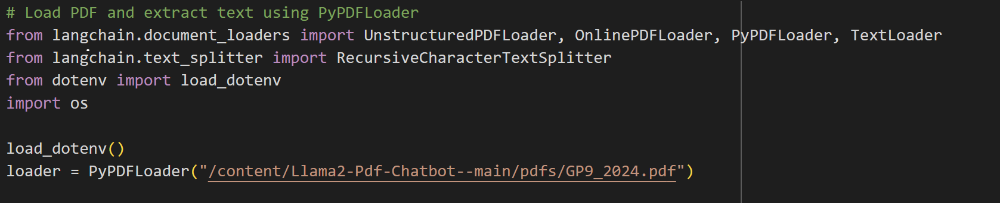 # Load PDF and extract text using PyPDFLoader
from langchain.document_loaders import UnstructuredPDFLoader, OnlinePDFLoader, PyPDFLoader, TextLoader
from langchain.text_splitter import RecursiveCharacterTextSplitter
from dotenv import load_dotenv
import os
load_dotenv()
loader = PyPDFLoader("/content/Llama2-Pdf-Chatbot--main/pdfs/GP9_2024.pdf")